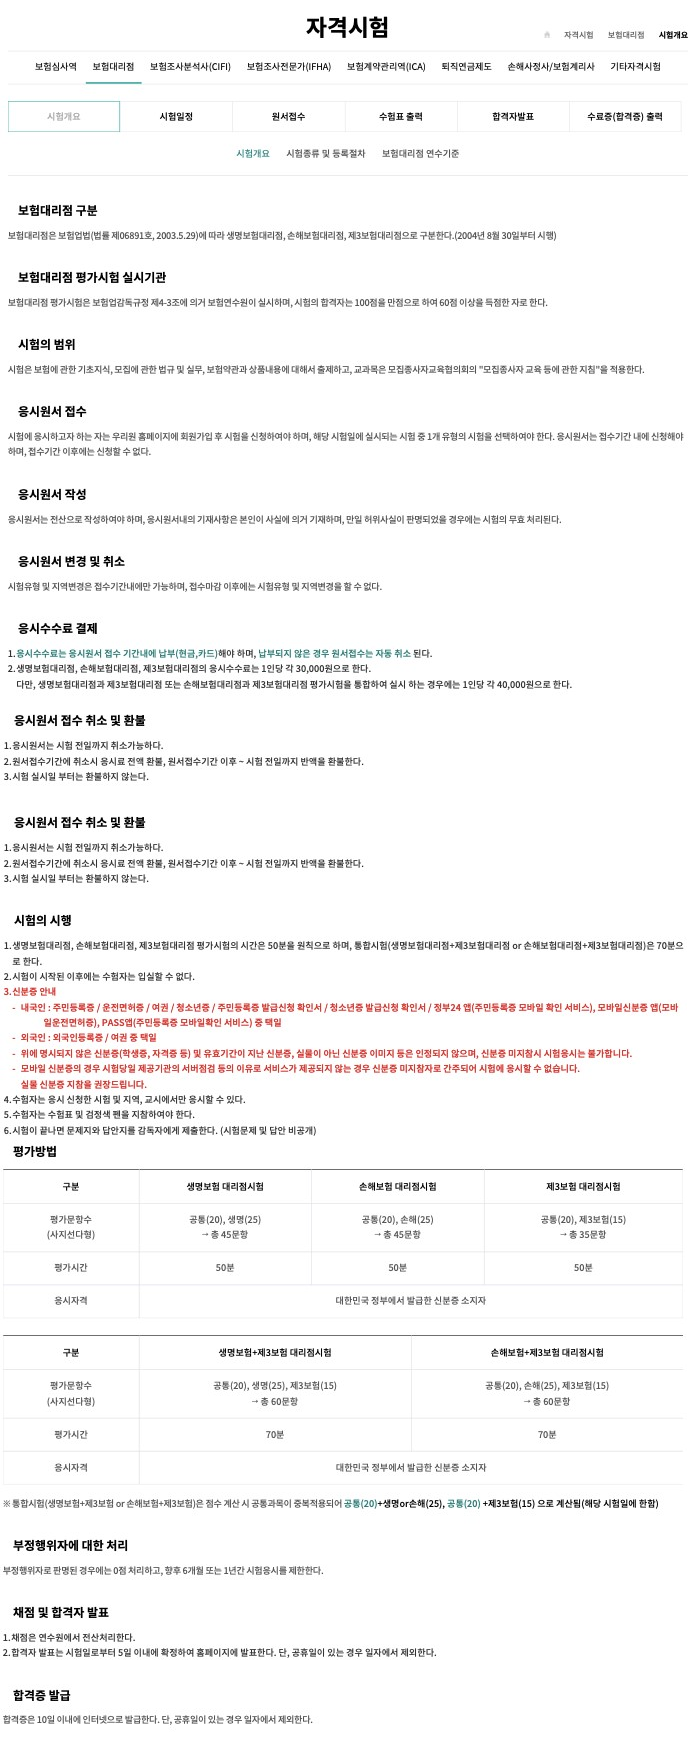 자격시험
자격시험 보험대리점 시험개요
보험심사역 보험대리점 보험조사분석사(CIFI) 보험조사전문가(IFHA) 보험계약관리역(ICA) 퇴직연금제도 손해사정사/보험계리사 기타자격시험
시험개요 시험일정 원서접수 수험표 출력 합격자발표 수료증(합격증) 출력
시험개요 시험종류 및 등록절차 보험대리점 연수기준
보험대리점 구분
보험대리점은 보험업법(법률 제06891호, 2003.5.29)에 따라 생명보험대리점, 손해보험대리점, 제3보험대리점으로 구분한다.(2004년 8월 30일부터 시행)
보험대리점 평가시험 실시기관
보험대리점 평가시험은 보험업감독규정 제4-3조에 의거 보험연수원이 실시하며, 시험의 합격자는 100점을 만점으로 하여 60점 이상을 득점한 자로 한다.
시험의 범위
시험은 보험에 관한 기초지식, 모집에 관한 법규 및 실무, 보험약관과 상품내용에 대해서 출제하고, 교과목은 모집종사자교육협의회의 "모집종사자 교육 등에 관한 지침"을 적용한다.
응시원서 접수
시험에 응시하고자 하는 자는 우리원 홈페이지에 회원가입 후 시험을 신청하여야 하며, 해당 시험일에 실시되는 시험 중 1개 유형의 시험을 선택하여야 한다. 응시원서는 접수기간 내에 신청해야
하며, 접수기간 이후에는 신청할 수 없다.
응시원서 작성
응시원서는 전산으로 작성하여야 하며, 응시원서내의 기재사항은 본인이 사실에 의거 기재하며, 만일 허위사실이 판명되었을 경우에는 시험의 무효 처리된다.
응시원서 변경 및 취소
시험유형 및 지역변경은 접수기간내에만 가능하며, 접수마감 이후에는 시험유형 및 지역변경을 할 수 없다.
응시수수료 결제
1.응시수수료는 응시원서 접수 기간내에 납부(현금,카드)해야 하며, 납부되지 않은 경우 원서접수는 자동 취소 된다.
2.생명보험대리점, 손해보험대리점, 제3보험대리점의 응시수수료는 1인당 각 30,000원으로 한다.
다만, 생명보험대리점과 제3보험대리점 또는 손해보험대리점과 제3보험대리점 평가시험을 통합하여 실시 하는 경우에는 1인당 각 40,000원으로 한다.
응시원서 접수 취소 및 환불
1.응시원서는 시험 전일까지 취소가능하다.
2.원서접수기간에 취소시 응시료 전액 환불, 원서접수기간 이후 ~ 시험 전일까지 반액을 환불한다.
3.시험 실시일 부터는 환불하지 않는다.
응시원서 접수 취소 및 환불
1.응시원서는 시험 전일까지 취소가능하다.
2.원서접수기간에 취소시 응시료 전액 환불, 원서접수기간 이후 ~ 시험 전일까지 반액을 환불한다.
3.시험 실시일 부터는 환불하지 않는다.
시험의 시행
1.생명보험대리점, 손해보험대리점, 제3보험대리점 평가시험의 시간은 50분을 원칙으로 하며, 통합시험(생명보험대리점+제3보험대리점 or 손해보험대리점+제3보험대리점)은 70분으
로 한다.
2.시험이 시작된 이후에는 수험자는 입실할 수 없다.
3.신분증 안내
- 내국인 : 주민등록증 / 운전면허증 / 여권 / 청소년증 / 주민등록증 발급신청 확인서 / 청소년증 발급신청 확인서 / 정부24 앱(주민등록증 모바일 확인 서비스), 모바일신분증 앱(모바
일운전면허증), PASS앱(주민등록증 모바일확인 서비스) 중 택일
- 외국인 : 외국인등록증 / 여권 중 택일
- 위에 명시되지 않은 신분증(학생증, 자격증 등) 및 유효기간이 지난 신분증, 실물이 아닌 신분증 이미지 등은 인정되지 않으며, 신분증 미지참시 시험응시는 불가합니다.
- 모바일 신분증의 경우 시험당일 제공기관의 서버점검 등의 이유로 서비스가 제공되지 않는 경우 신분증 미지참자로 간주되어 시험에 응시할 수 없습니다.
실물 신분증 지참을 권장드립니다.
4.수험자는 응시 신청한 시험 및 지역, 교시에서만 응시할 수 있다.
5.수험자는 수험표 및 검정색 펜을 지참하여야 한다.
6.시험이 끝나면 문제지와 답안지를 감독자에게 제출한다. (시험문제 및 답안 비공개)
평가방법
구분 생명보험 대리점시험 손해보험 대리점시험 제3보험 대리점시험
평가문항수 공통(20), 생명(25) 공통(20), 손해(25) 공통(20), 제3보험(15)
(사지선다형) → 총 45문항 → 총 45문항 → 총 35문항
평가시간 50분 50분 50분
응시자격 대한민국 정부에서 발급한 신분증 소지자
구분 생명보험+제3보험 대리점시험 손해보험+제3보험 대리점시험
평가문항수 공통(20), 생명(25), 제3보험(15) 공통(20), 손해(25), 제3보험(15)
(사지선다형) → 총 60문항 → 총 60문항
평가시간 70분 70분
응시자격 대한민국 정부에서 발급한 신분증 소지자
※ 통합시험(생명보험+제3보험 or 손해보험+제3보험)은 점수 계산 시 공통과목이 중복적용되어 공통(20)+생명or손해(25), 공통(20) +제3보험(15) 으로 계산됨(해당 시험일에 한함)
부정행위자에 대한 처리
부정행위자로 판명된 경우에는 0점 처리하고, 향후 6개월 또는 1년간 시험응시를 제한한다.
채점 및 합격자 발표
1.채점은 연수원에서 전산처리한다.
2.합격자 발표는 시험일로부터 5일 이내에 확정하여 홈페이지에 발표한다. 단, 공휴일이 있는 경우 일자에서 제외한다.
합격증 발급
합격증은 10일 이내에 인터넷으로 발급한다. 단, 공휴일이 있는 경우 일자에서 제외한다.